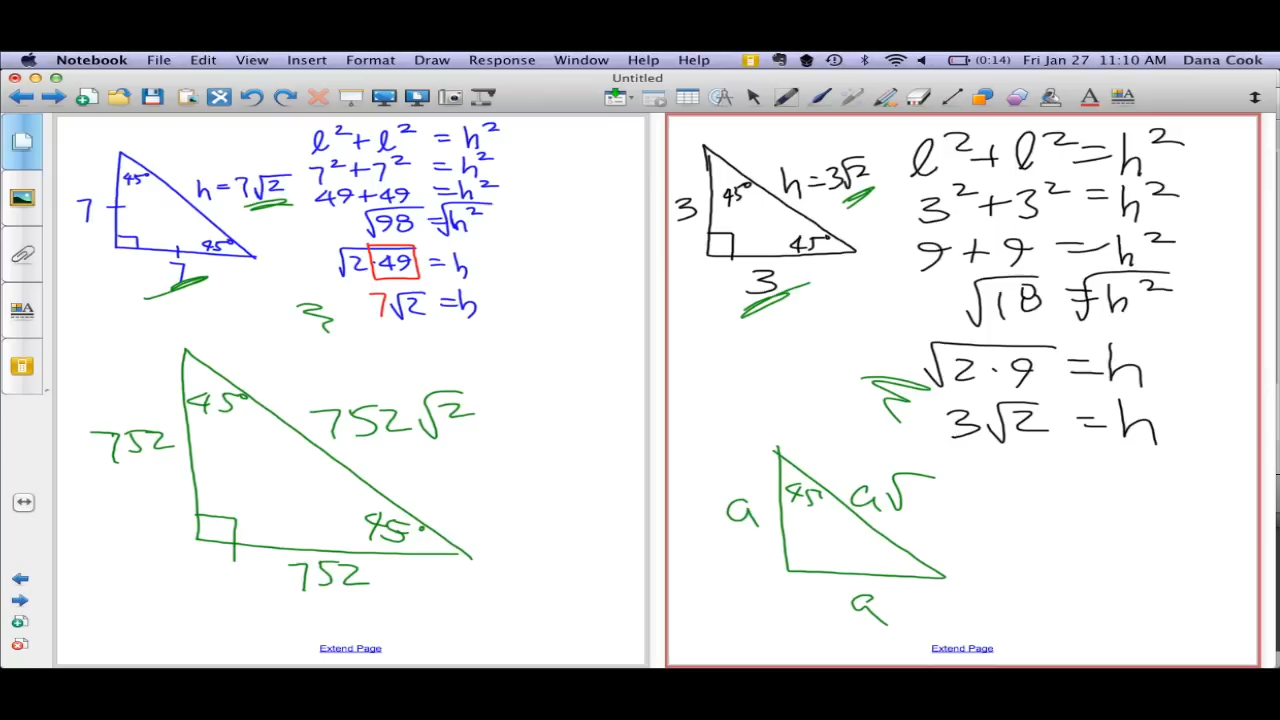 Notebook File Edit View Insert Format Draw Response Window Help Help (0:14) Fri Jan 27 11:10 AM Dana Cook
Untitled
l² + l² = h²
7² + 7² = h²
49 + 49 = h²
√98 = √h²
√2·49 = h
7√2 = h
45°
h = 7√2
7
45°
7
45°
752√2
752
45°
752
Extend Page
l² + l² = h²
3² + 3² = h²
9 + 9 = h²
√18 = √h²
√2·9 = h
3√2 = h
45°
h = 3√2
3
45°
3
45
a√
a
a
Extend Page